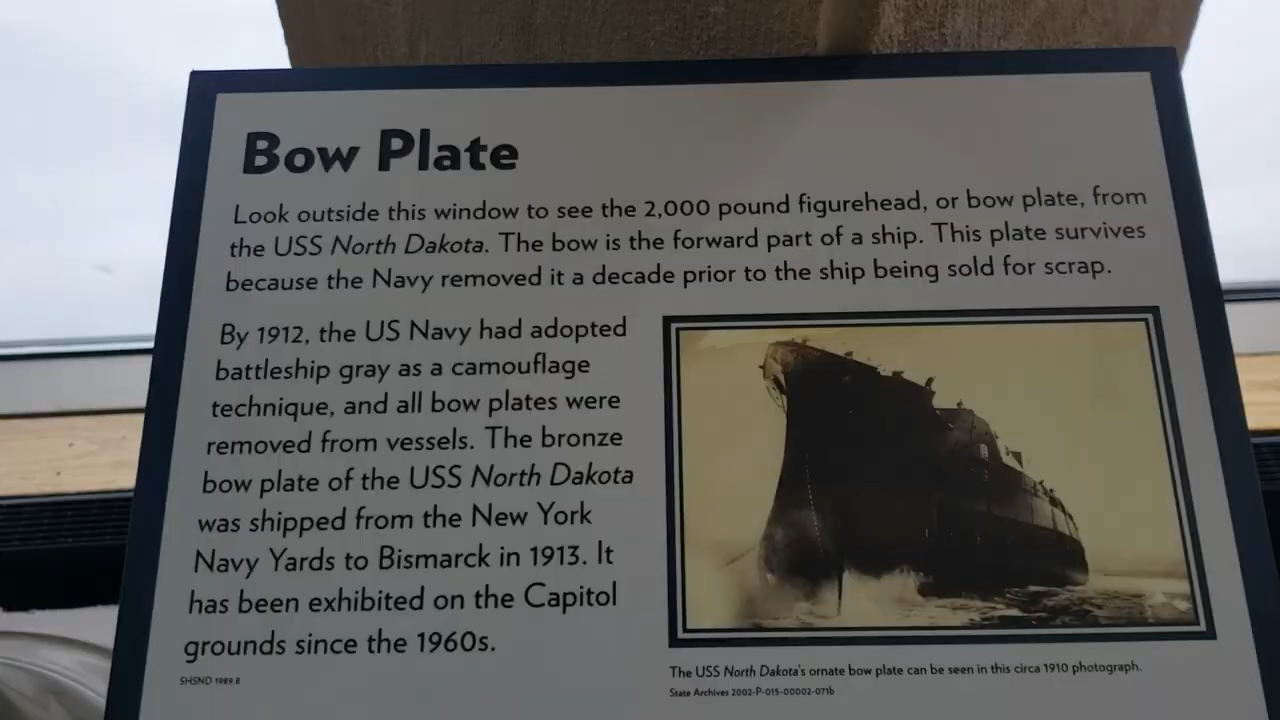 Bow Plate
Look outside this window to see the 2,000 pound figurehead, or bow plate, from
the USS North Dakota. The bow is the forward part of a ship. This plate survives
because the Navy removed it a decade prior to the ship being sold for scrap.
By 1912, the US Navy had adopted
battleship gray as a camouflage
technique, and all bow plates were
removed from vessels. The bronze
bow plate of the USS North Dakota
was shipped from the New York
Navy Yards to Bismarck in 1913. It
has been exhibited on the Capitol
grounds since the 1960s.
SHSND 1989.8
The USS North Dakota's ornate bow plate can be seen in this circa 1910 photograph.
State Archives 2002-P-015-00002-071b